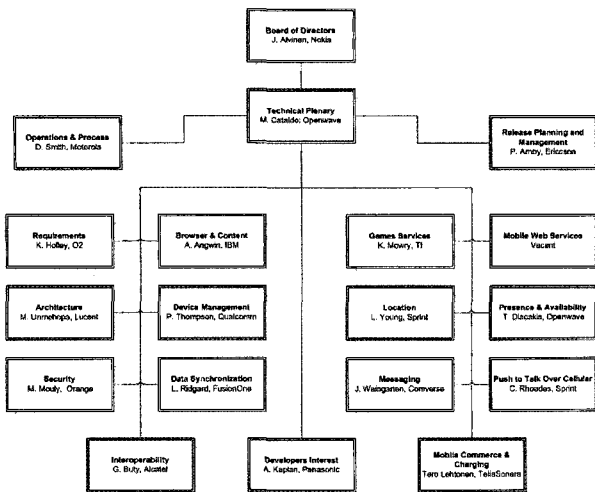 Board of Directors
J. Alvinen, Nokia
Technical Plenary
M. Cataldo, Openwave
Operations & Process
D. Smith, Motorola
Release Planning and
Management
P. Arnby, Ericsson
Requirements
K. Holley, O2
Browser & Content
A. Angwin, IBM
Games Services
K. Mowry, TI
Mobile Web Services
Vacant
Architecture
M. Unmehopa, Lucent
Device Management
P. Thompson, Qualcomm
Location
L. Young, Sprint
Presence & Availability
T. Diacakis, Openwave
Security
M. Mouly, Orange
Data Synchronization
L. Ridgard, FusionOne
Messaging
J. Weingarten, Comverse
Push to Talk Over Cellular
C. Rhoades, Sprint
Interoperability
G. Buty, Alcatel
Developers Interest
A. Kaplan, Panasonic
Mobile Commerce &
Charging
Tero Lehtonen, TeliaSonera